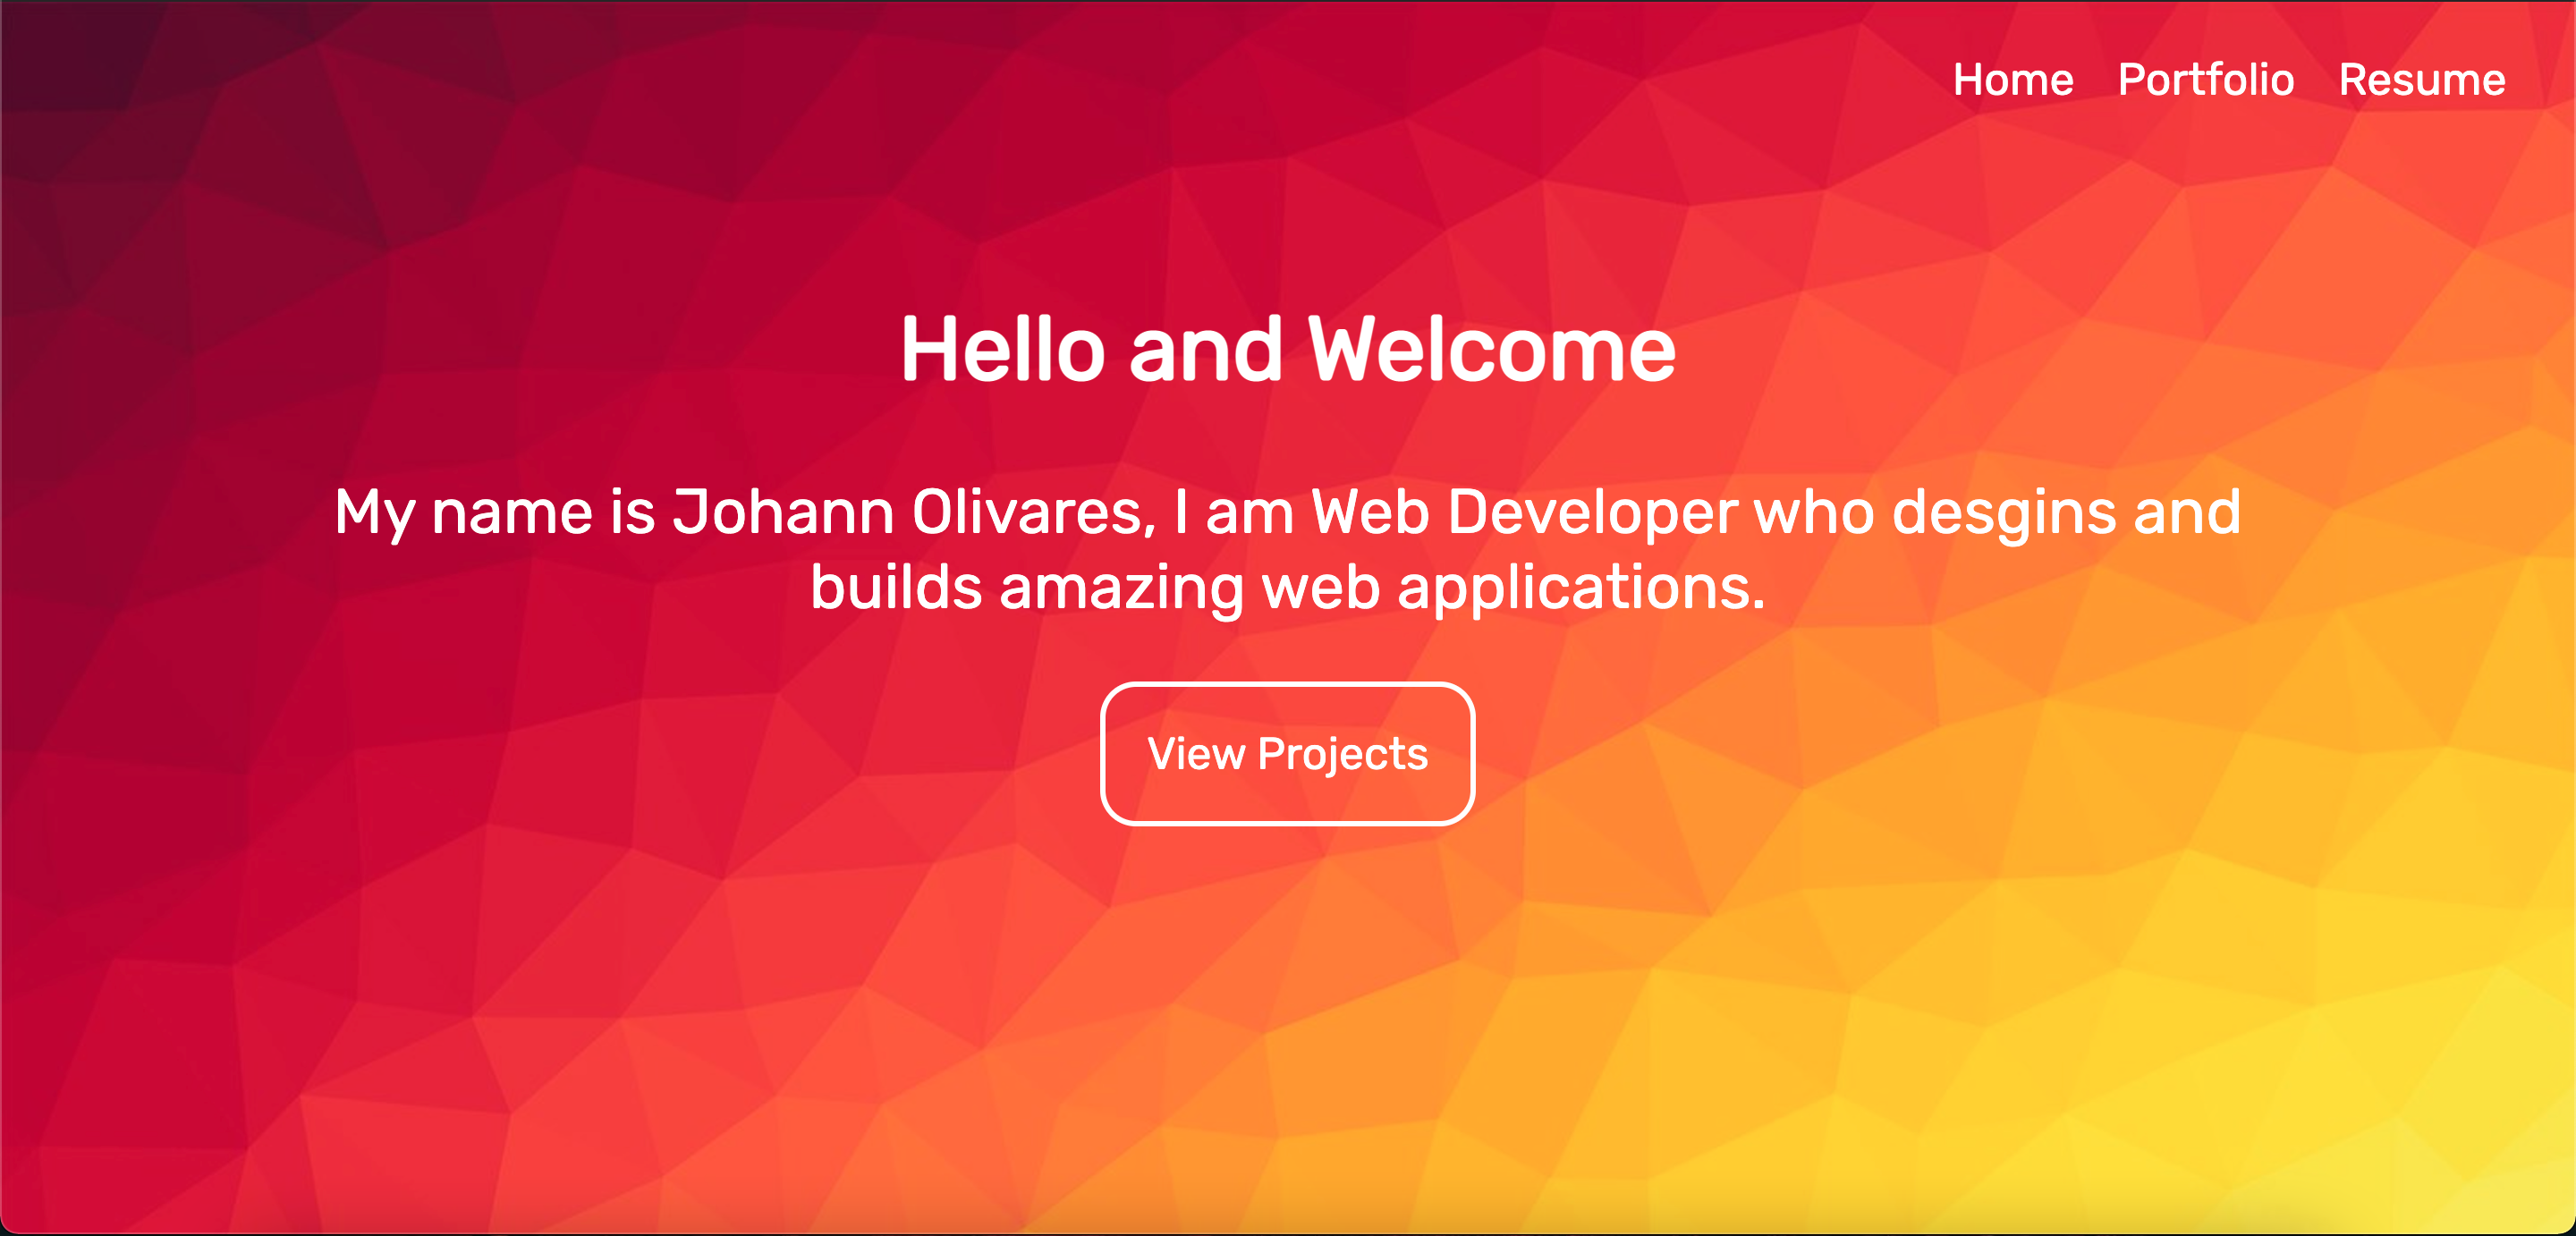 Home Portfolio Resume
Hello and Welcome
My name is Johann Olivares, I am Web Developer who desgins and
builds amazing web applications.
View Projects